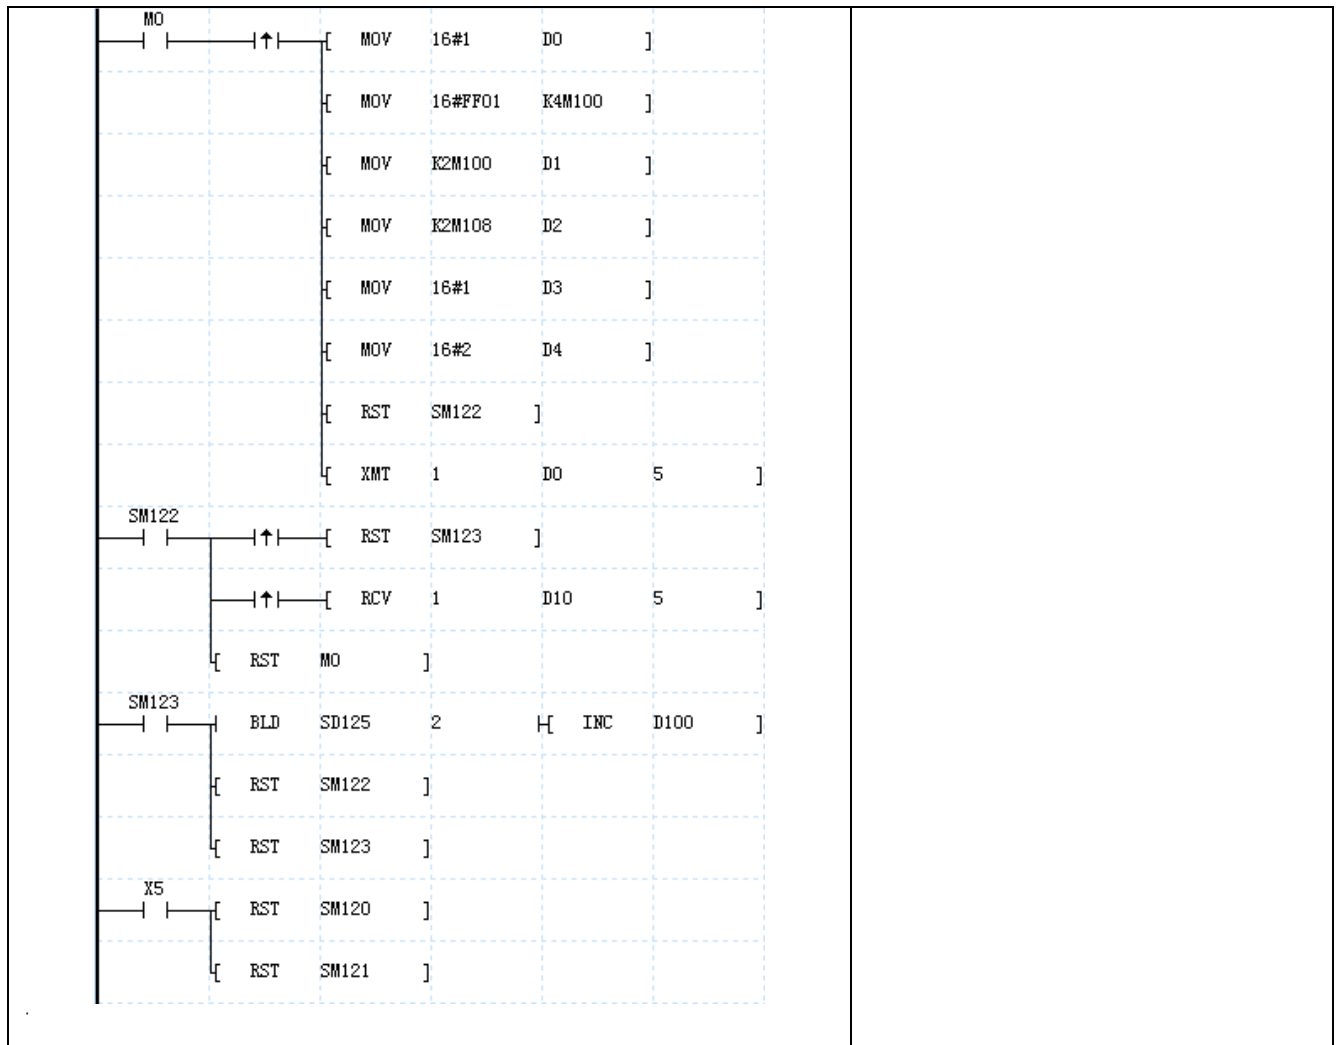 M0
[ MOV 16#1 D0 ]
[ MOV 16#FF01 K4M100 ]
[ MOV K2M100 D1 ]
[ MOV K2M108 D2 ]
[ MOV 16#1 D3 ]
[ MOV 16#2 D4 ]
[ RST SM122 ]
[ XMT 1 D0 5 ]
SM122
[ RST SM123 ]
[ RCV 1 D10 5 ]
[ RST M0 ]
SM123
BLD SD125 2 [ INC D100 ]
[ RST SM122 ]
[ RST SM123 ]
X5
[ RST SM120 ]
[ RST SM121 ]